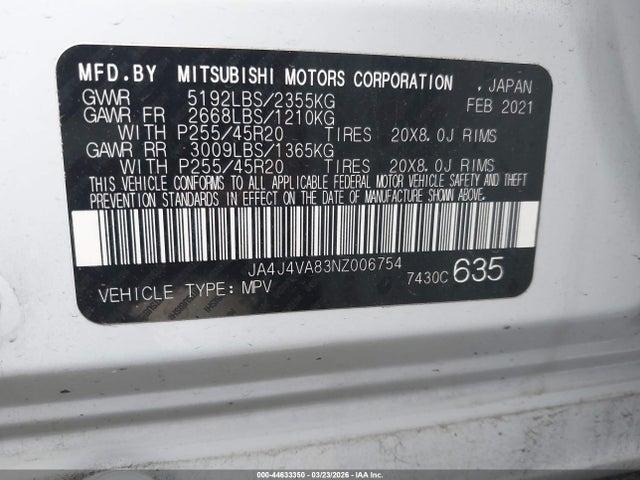 MFD.BY MITSUBISHI MOTORS CORPORATION , JAPAN
GVWR 5192LBS/2355KG FEB 2021
GAWR FR 2668LBS/1210KG
WITH P255/45R20 TIRES 20X8.0J RIMS
GAWR RR 3009LBS/1365KG
WITH P255/45R20 TIRES 20X8.0J RIMS
THIS VEHICLE CONFORMS TO ALL APPLICABLE FEDERAL MOTOR VEHICLE SAFETY AND THEFT
PREVENTION STANDARDS IN EFFECT ON THE DATE OF MANUFACTURE SHOWN ABOVE.
JA4J4VA83NZ006754
VEHICLE TYPE: MPV 7430C 635
000-44633350 - 03/23/2026 - IAAI.COM